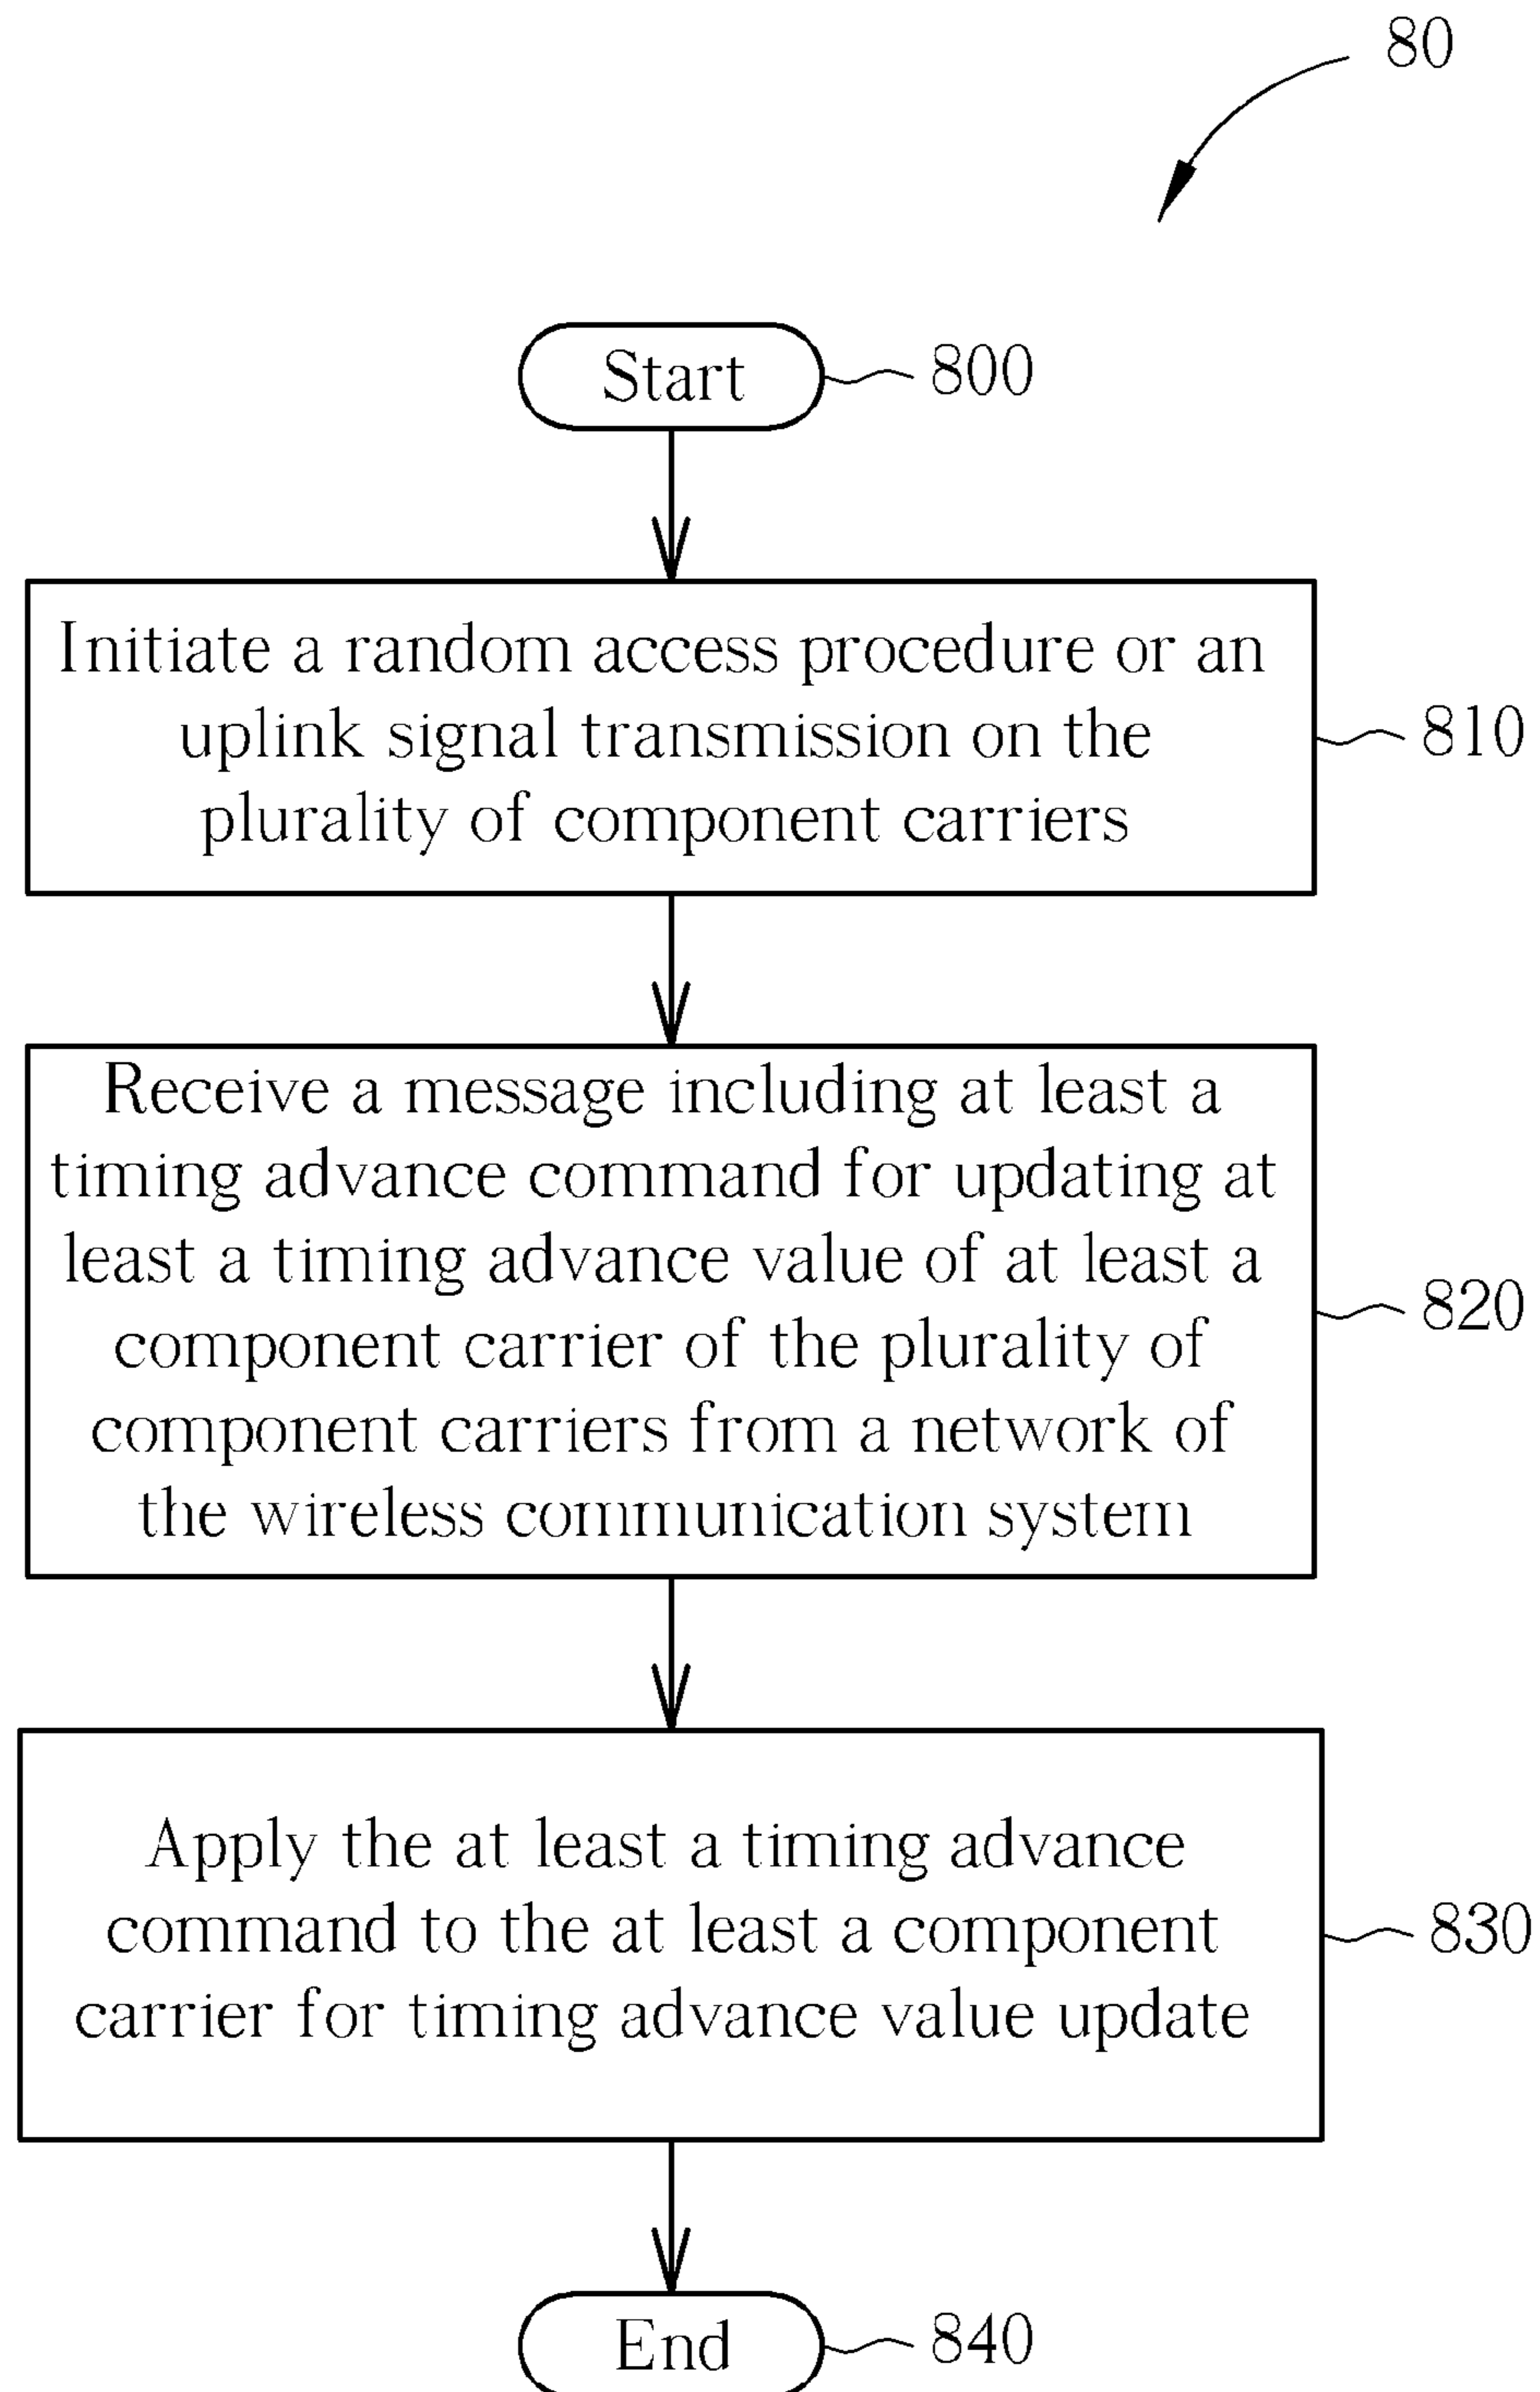 80
Start
800
Initiate a random access procedure or an
uplink signal transmission on the
plurality of component carriers
810
Receive a message including at least a
timing advance command for updating at
least a timing advance value of at least a
component carrier of the plurality of
component carriers from a network of
the wireless communication system
820
Apply the at least a timing advance
command to the at least a component
carrier for timing advance value update
830
End
840